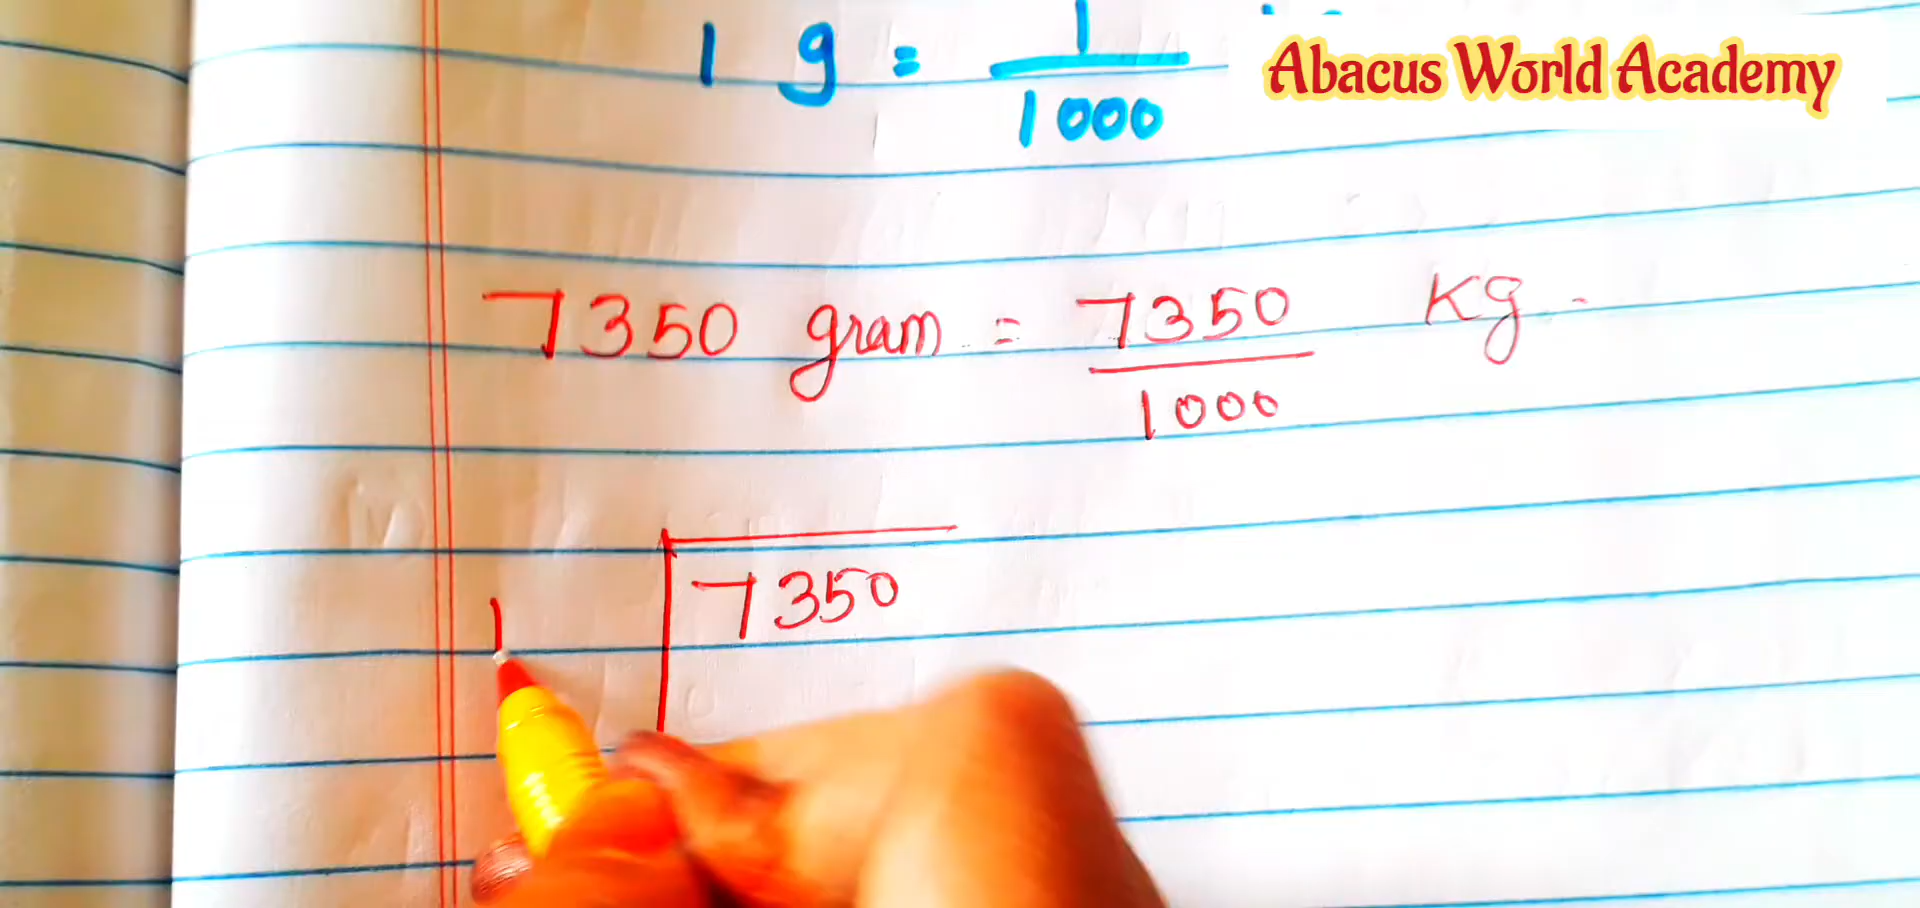 1 g = 1/1000
Abacus World Academy
7350 gram = 7350/1000 Kg.
7350
1